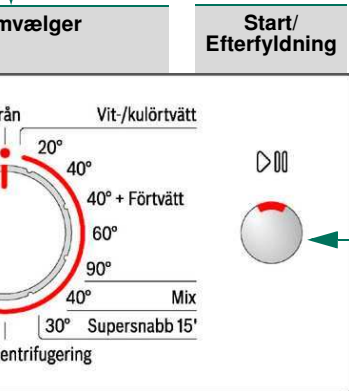 mvælger
Start/
Efterfyldning
rån
Vit-/kulörtvätt
20°
40°
40° + Förtvätt
60°
90°
40°
Mix
30°
Supersnabb 15'
entrifugering